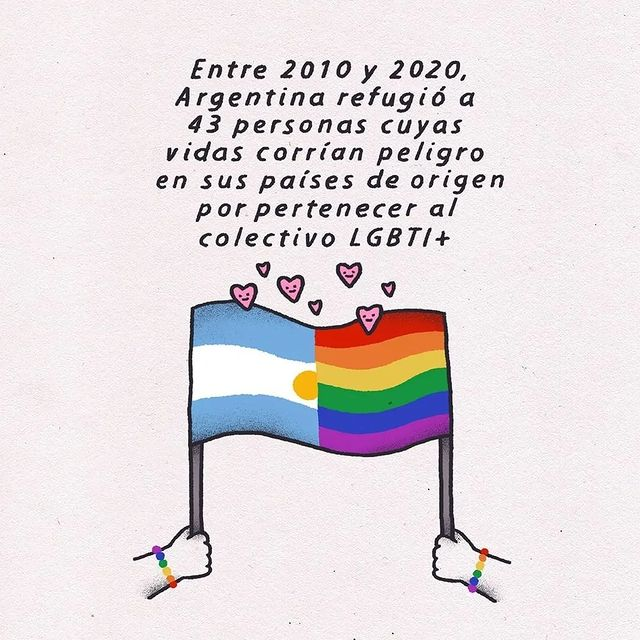 Entre 2010 y 2020,
Argentina refugió a
43 personas cuyas
vidas corrían peligro
en sus países de origen
por pertenecer al
colectivo LGBTI+